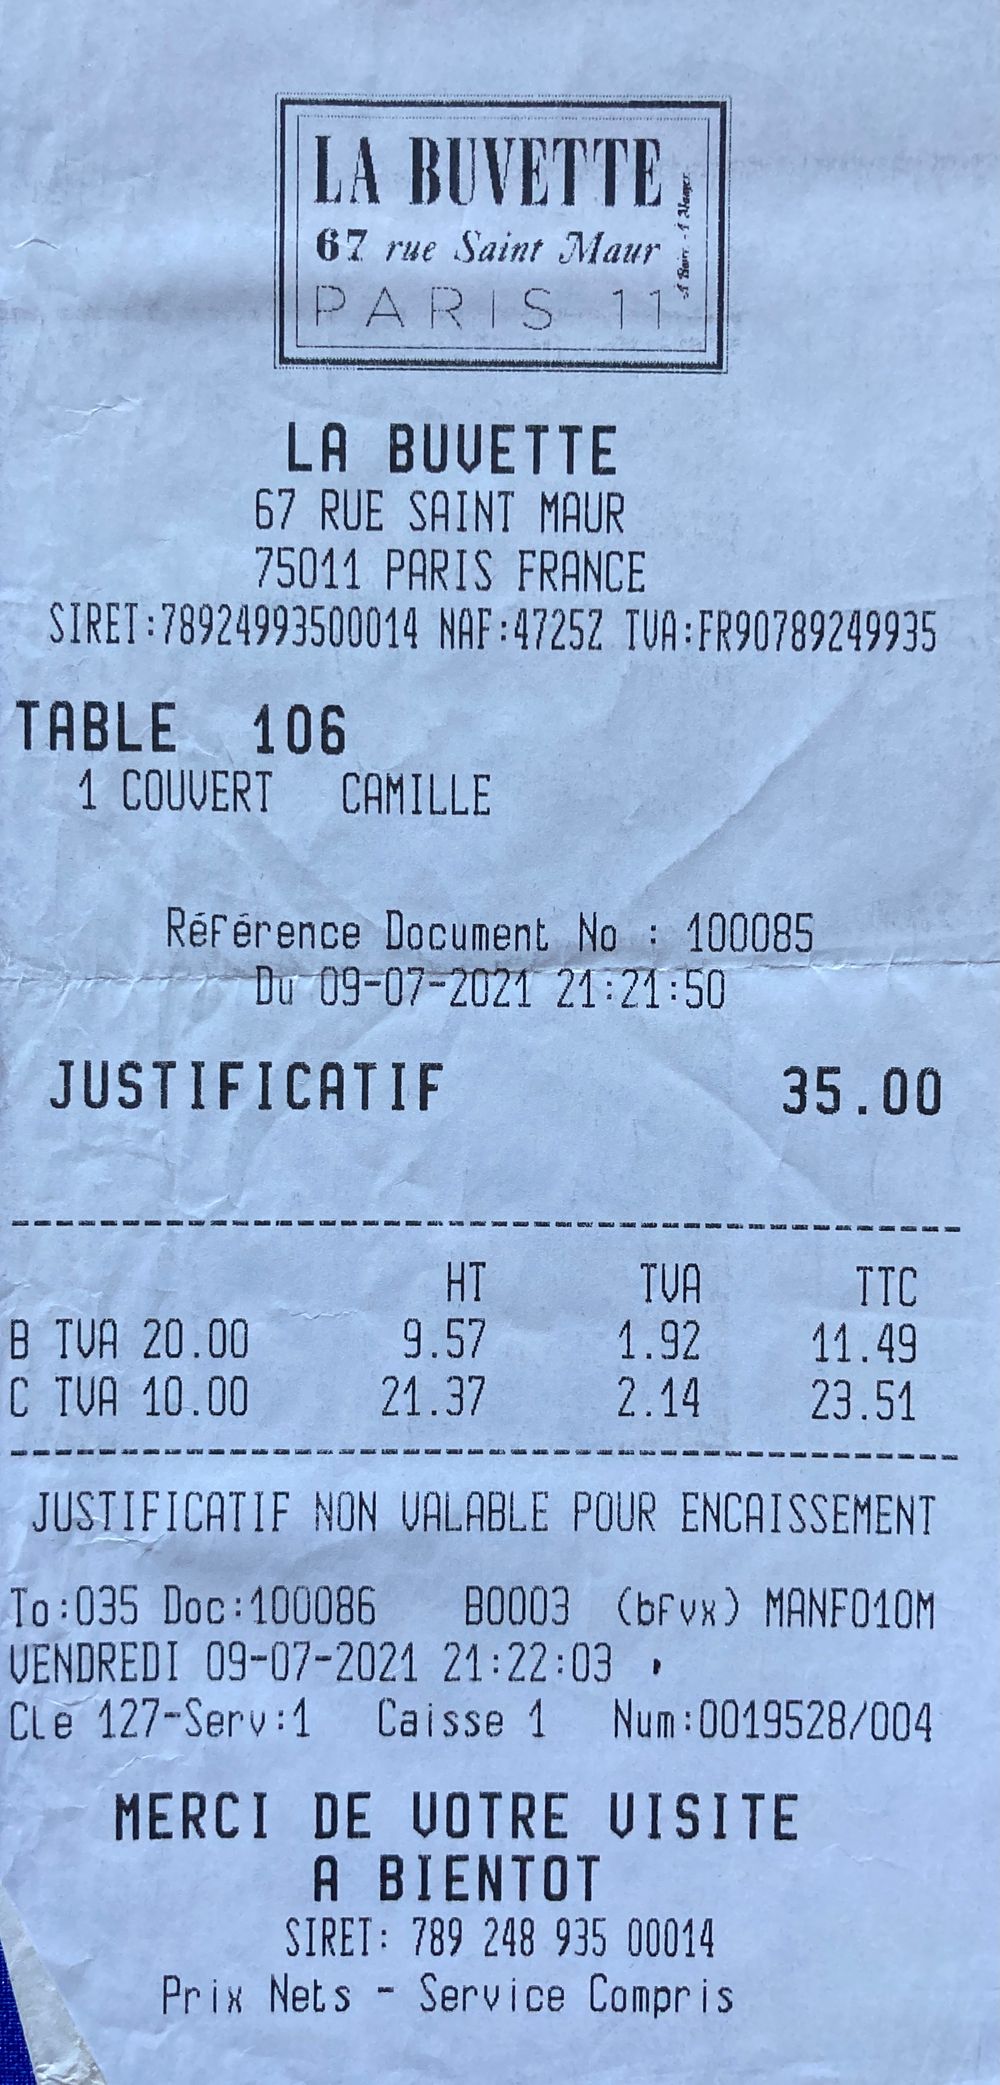 LA BUVETTE
67 rue Saint Maur
PARIS 11
A Boire - A Manger
LA BUVETTE
67 RUE SAINT MAUR
75011 PARIS FRANCE
SIRET:78924993500014 NAF:4725Z TVA:FR90789249935
TABLE 106
1 COUVERT CAMILLE
Référence Document No : 100085
Du 09-07-2021 21:21:50
JUSTIFICATIF 35.00
HT TVA TTC
B TVA 20.00 9.57 1.92 11.49
C TVA 10.00 21.37 2.14 23.51
JUSTIFICATIF NON VALABLE POUR ENCAISSEMENT
To:035 Doc:100086 B0003 (bfvx) MANF010M
VENDREDI 09-07-2021 21:22:03
Cle 127-Serv:1 Caisse 1 Num:0019528/004
MERCI DE VOTRE VISITE
A BIENTOT
SIRET: 789 248 935 00014
Prix Nets - Service Compris